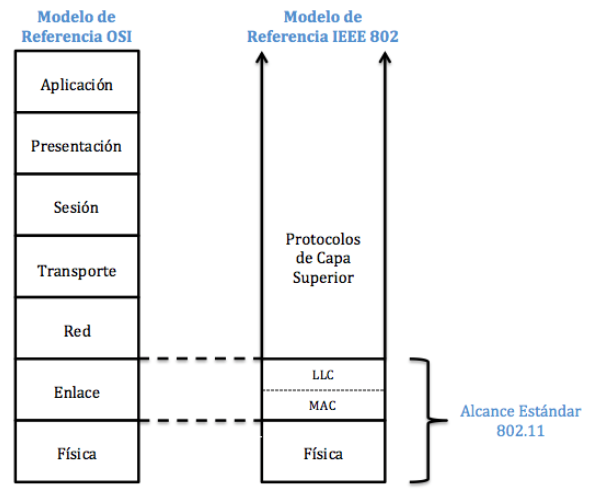 Modelo de
Referencia OSI
Aplicación
Presentación
Sesión
Transporte
Red
Enlace
Física
Modelo de
Referencia IEEE 802
Protocolos
de Capa
Superior
LLC
MAC
Física
Alcance Estándar
802.11